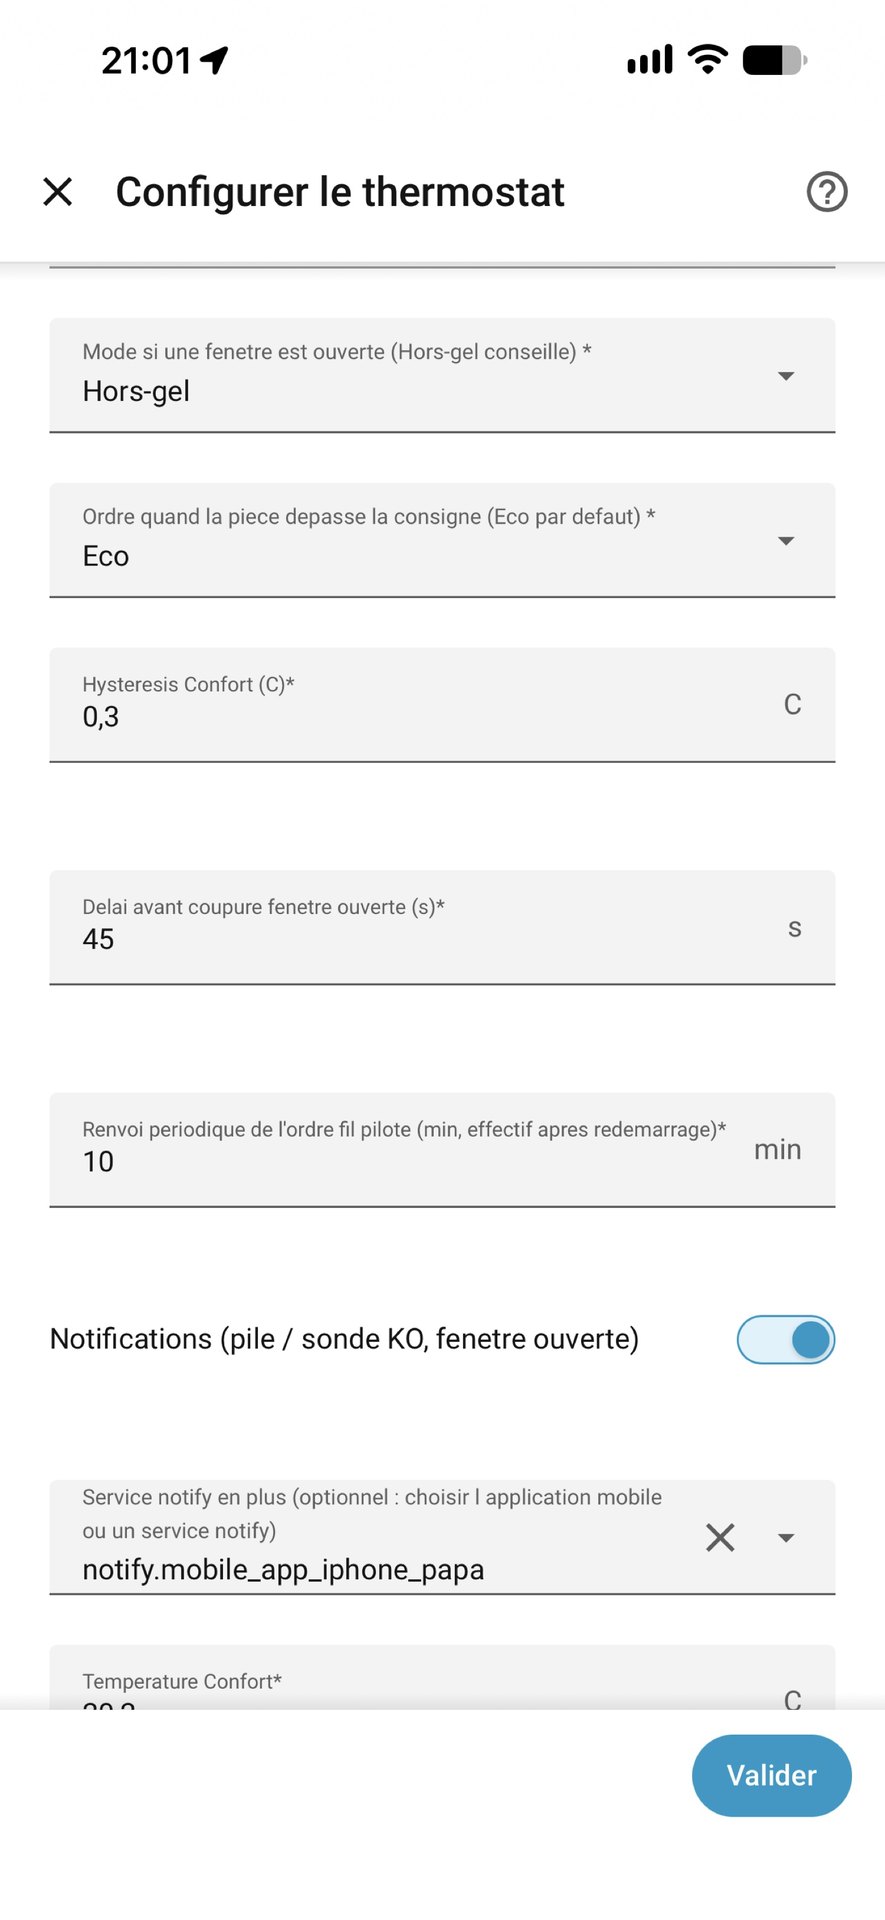 21:01
Configurer le thermostat
Mode si une fenetre est ouverte (Hors-gel conseille) *
Hors-gel
Ordre quand la piece depasse la consigne (Eco par defaut) *
Eco
Hysteresis Confort (C)*
0,3
C
Delai avant coupure fenetre ouverte (s)*
45
s
Renvoi periodique de l'ordre fil pilote (min, effectif apres redemarrage)*
10
min
Notifications (pile / sonde KO, fenetre ouverte)
Service notify en plus (optionnel : choisir l application mobile
ou un service notify)
notify.mobile_app_iphone_papa
Temperature Confort*
C
Valider